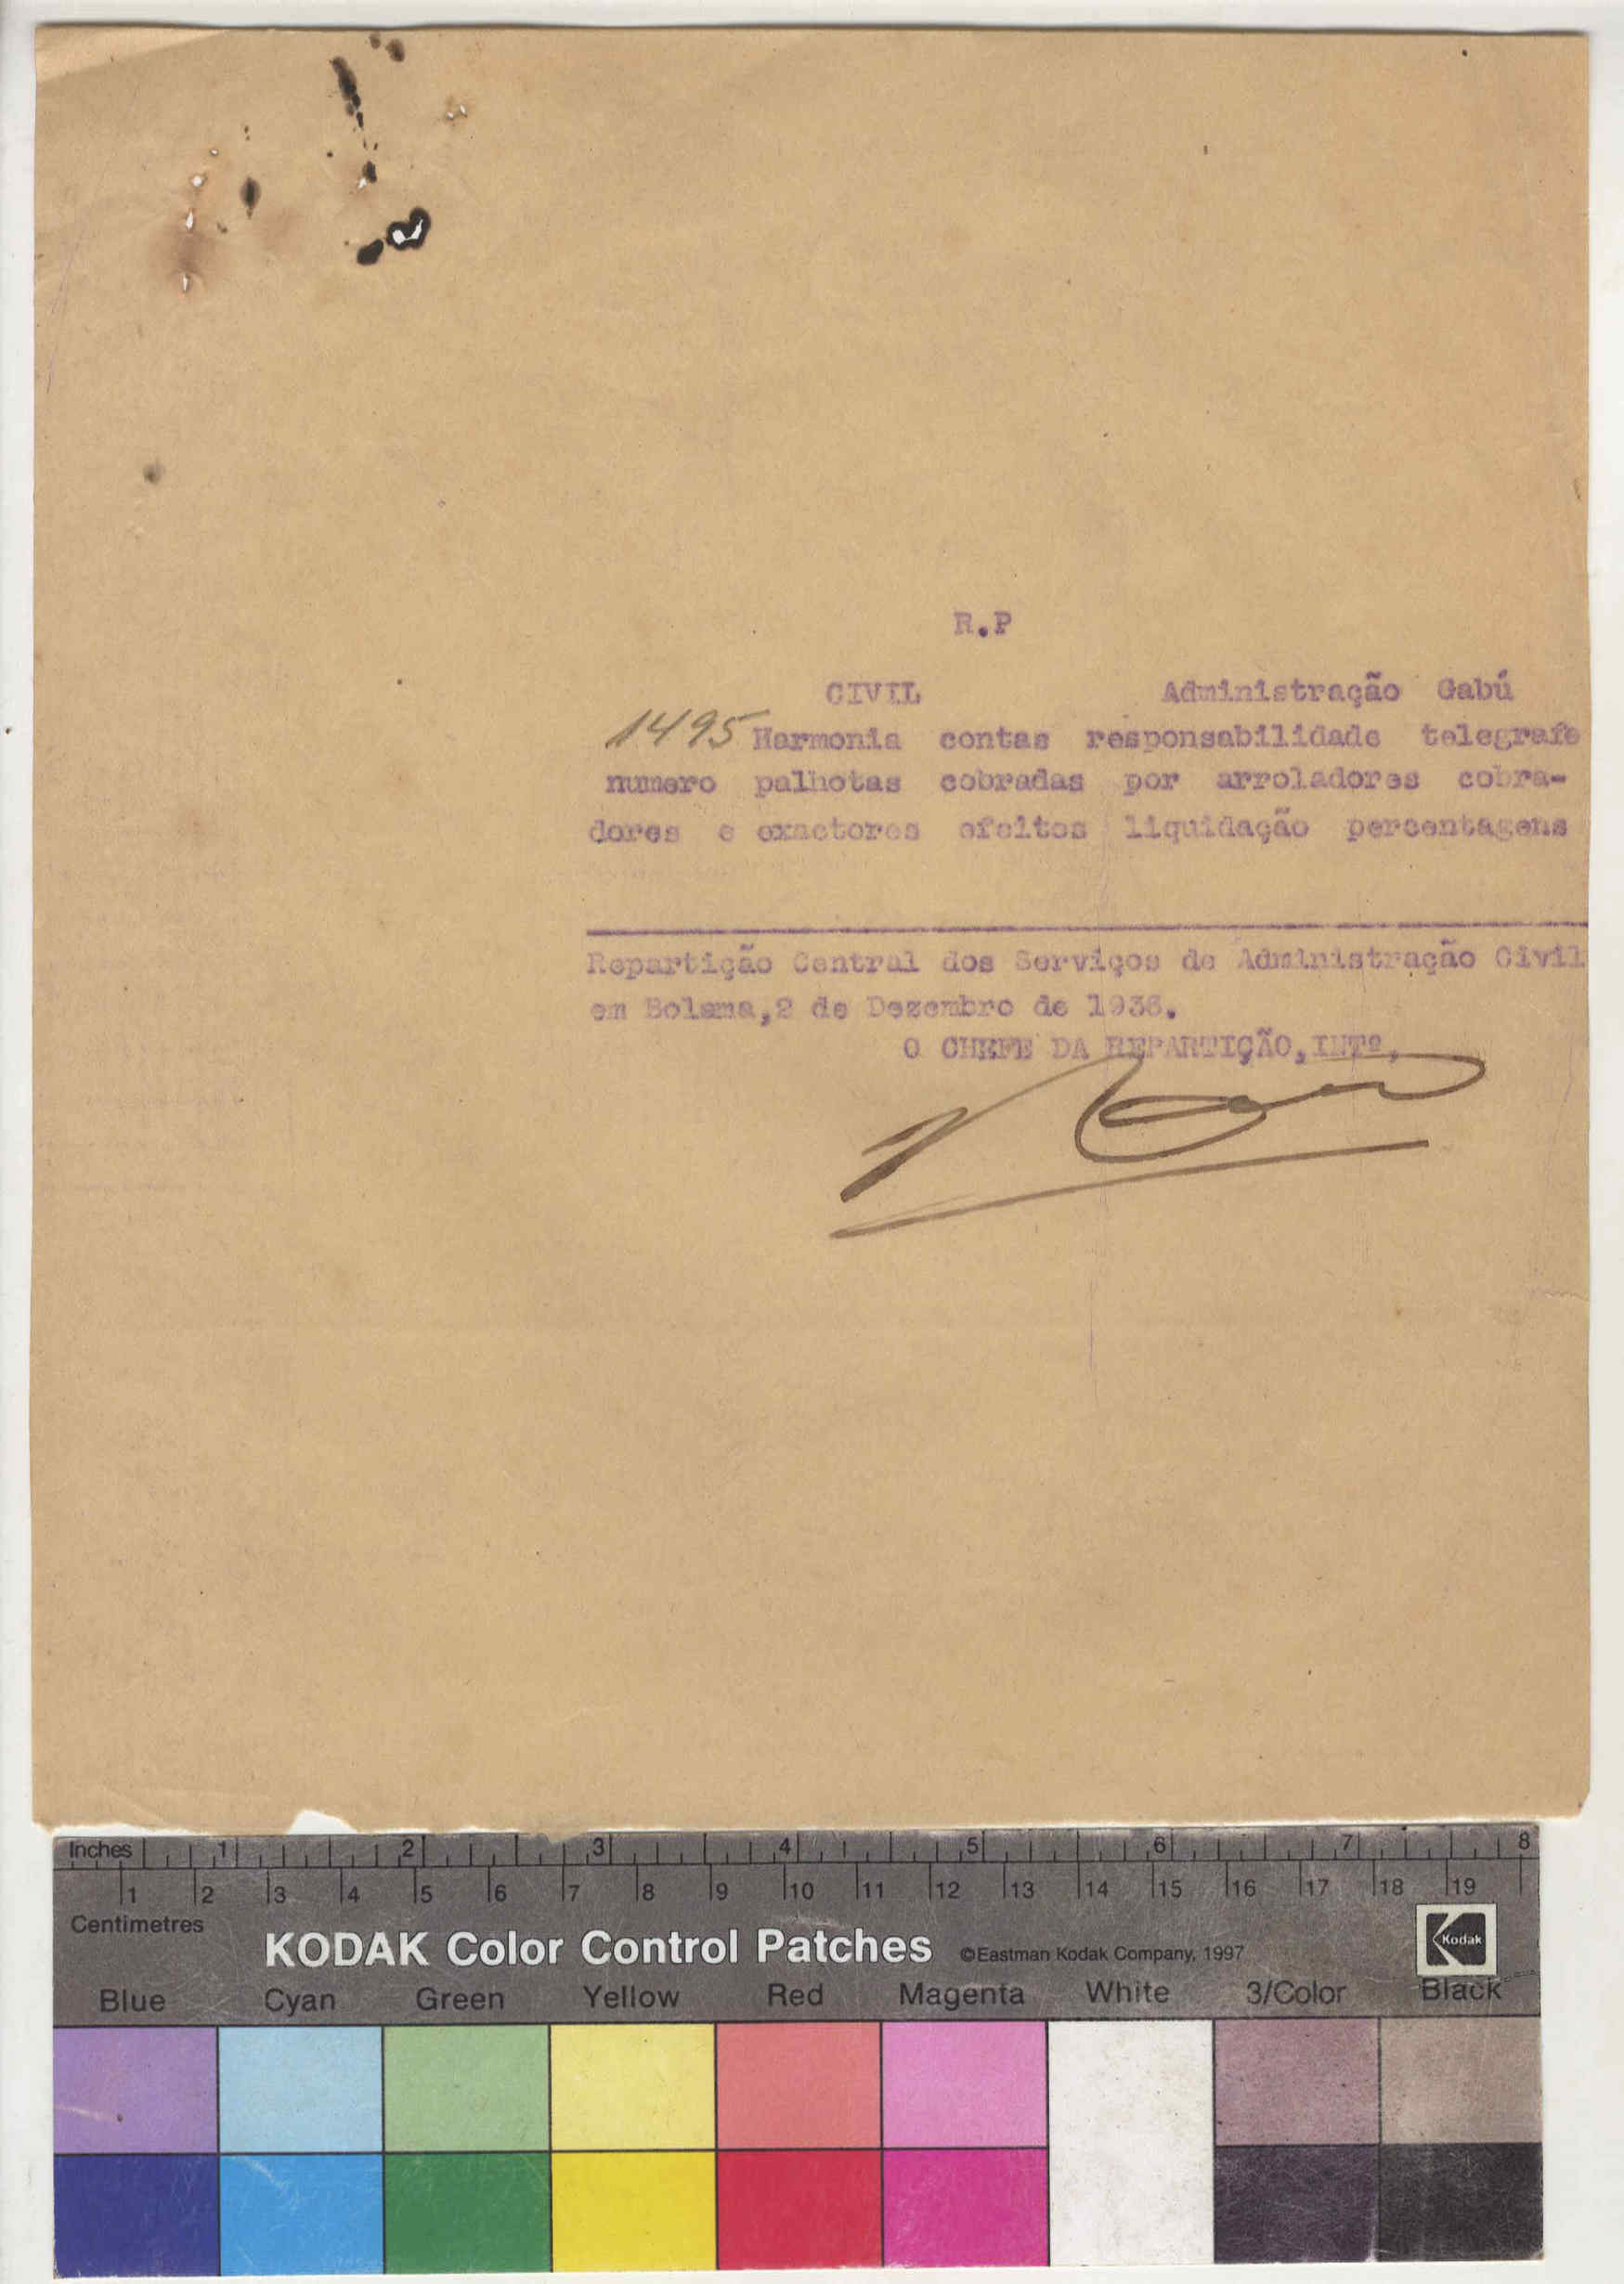 R.P
CIVIL Administração Gabú
1495 Harmonia contas responsabilidade telegrafe
numero palhotas cobradas por arroladores cobra-
dores e exactores efeitos liquidação percentagens
Repartição Central dos Serviços de Administração Civil
em Bolama,2 de Dezembro de 1936.
O CHEFE DA REPARTIÇÃO, INTº,
Inches 1 2 3 4 5 6 7 8
1 2 3 4 5 6 7 8 9 10 11 12 13 14 15 16 17 18 19
Centimetres
KODAK Color Control Patches ©Eastman Kodak Company, 1997 Kodak
Blue Cyan Green Yellow Red Magenta White 3/Color Black